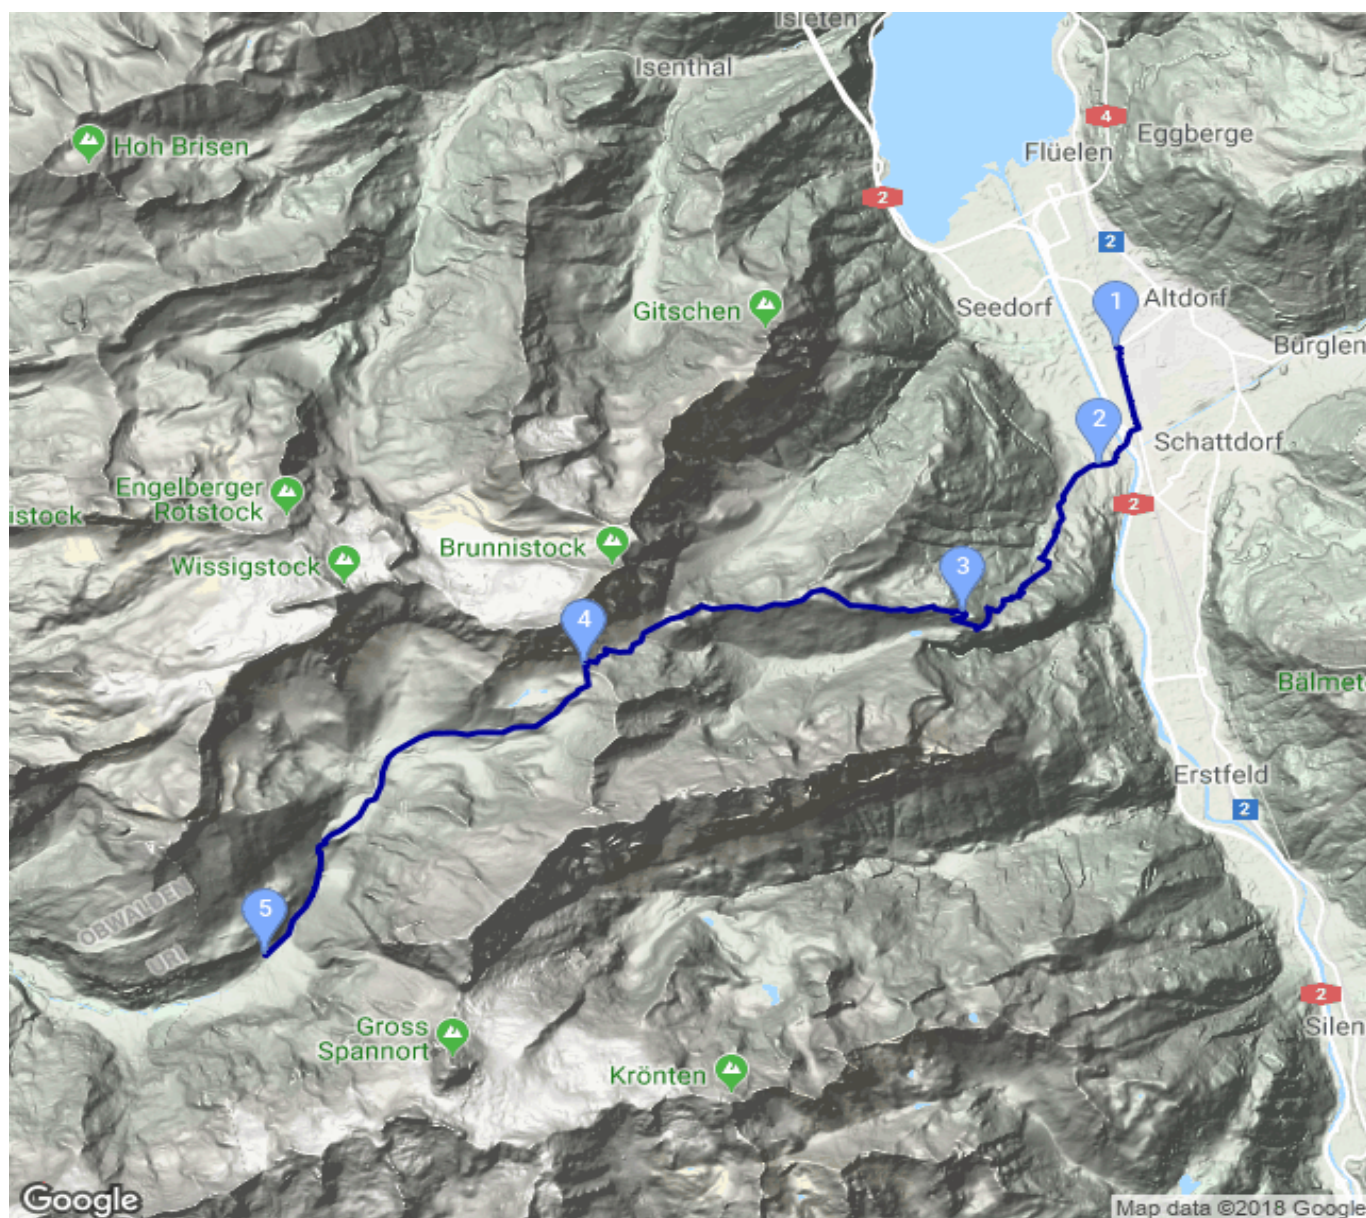 Isleten
Isenthal
4
Eggberge
Hoh Brisen
Flüelen
2
2
1
Altdorf
Gitschen
Seedorf
Bürglen
2
Schattdorf
Engelberger
Rotstock
2
istock
Brunnistock
Wissigstock
3
4
Bälmet
Erstfeld
2
5
OBWALDEN
URI
2
Gross
Spannort
Silen
Krönten
Google
Map data ©2018 Google